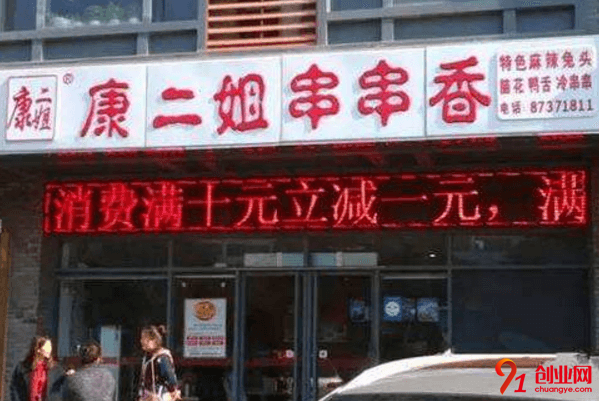 康二姐
®
康二姐串串香
特色麻辣兔头
脑花 鸭舌 冷串串
电话：87371811
消费满十元立减一元，满
91创业网
chuangye.com